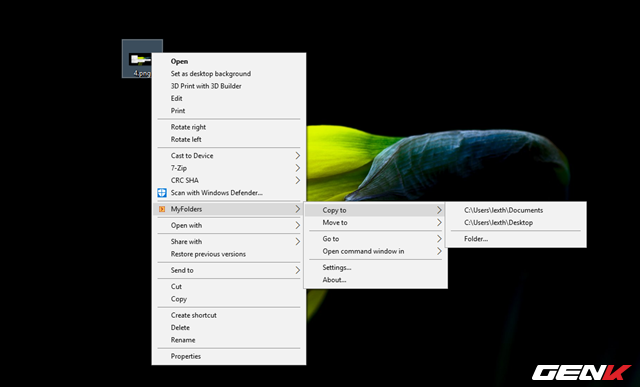 4.png
Open
Set as desktop background
3D Print with 3D Builder
Edit
Print
Rotate right
Rotate left
Cast to Device
7-Zip
CRC SHA
Scan with Windows Defender...
MyFolders
Open with
Share with
Restore previous versions
Send to
Cut
Copy
Create shortcut
Delete
Rename
Properties
Copy to
Move to
Go to
Open command window in
Settings...
About...
C:\Users\lexth\Documents
C:\Users\lexth\Desktop
Folder...
GENK